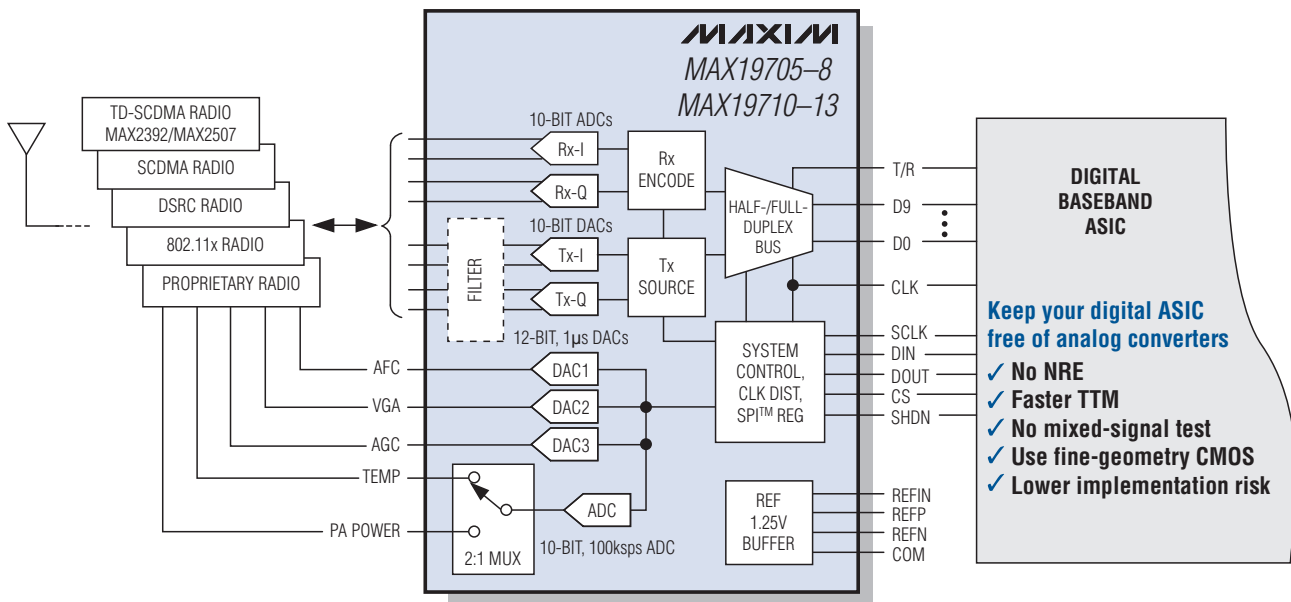 MAXIM
MAX19705–8
MAX19710–13
TD-SCDMA RADIO
MAX2392/MAX2507
SCDMA RADIO
DSRC RADIO
802.11x RADIO
PROPRIETARY RADIO
10-BIT ADCs
Rx-I
Rx-Q
Rx
ENCODE
10-BIT DACs
Tx-I
Tx-Q
Tx
SOURCE
FILTER
HALF-/FULL-
DUPLEX
BUS
12-BIT, 1µs DACs
AFC
DAC1
VGA
DAC2
AGC
DAC3
TEMP
PA POWER
2:1 MUX
ADC
10-BIT, 100ksps ADC
SYSTEM
CONTROL,
CLK DIST,
SPI™ REG
REF
1.25V
BUFFER
T/R
D9
D0
CLK
SCLK
DIN
DOUT
CS
SHDN
REFIN
REFP
REFN
COM
DIGITAL
BASEBAND
ASIC
Keep your digital ASIC
free of analog converters
✓ No NRE
✓ Faster TTM
✓ No mixed-signal test
✓ Use fine-geometry CMOS
✓ Lower implementation risk